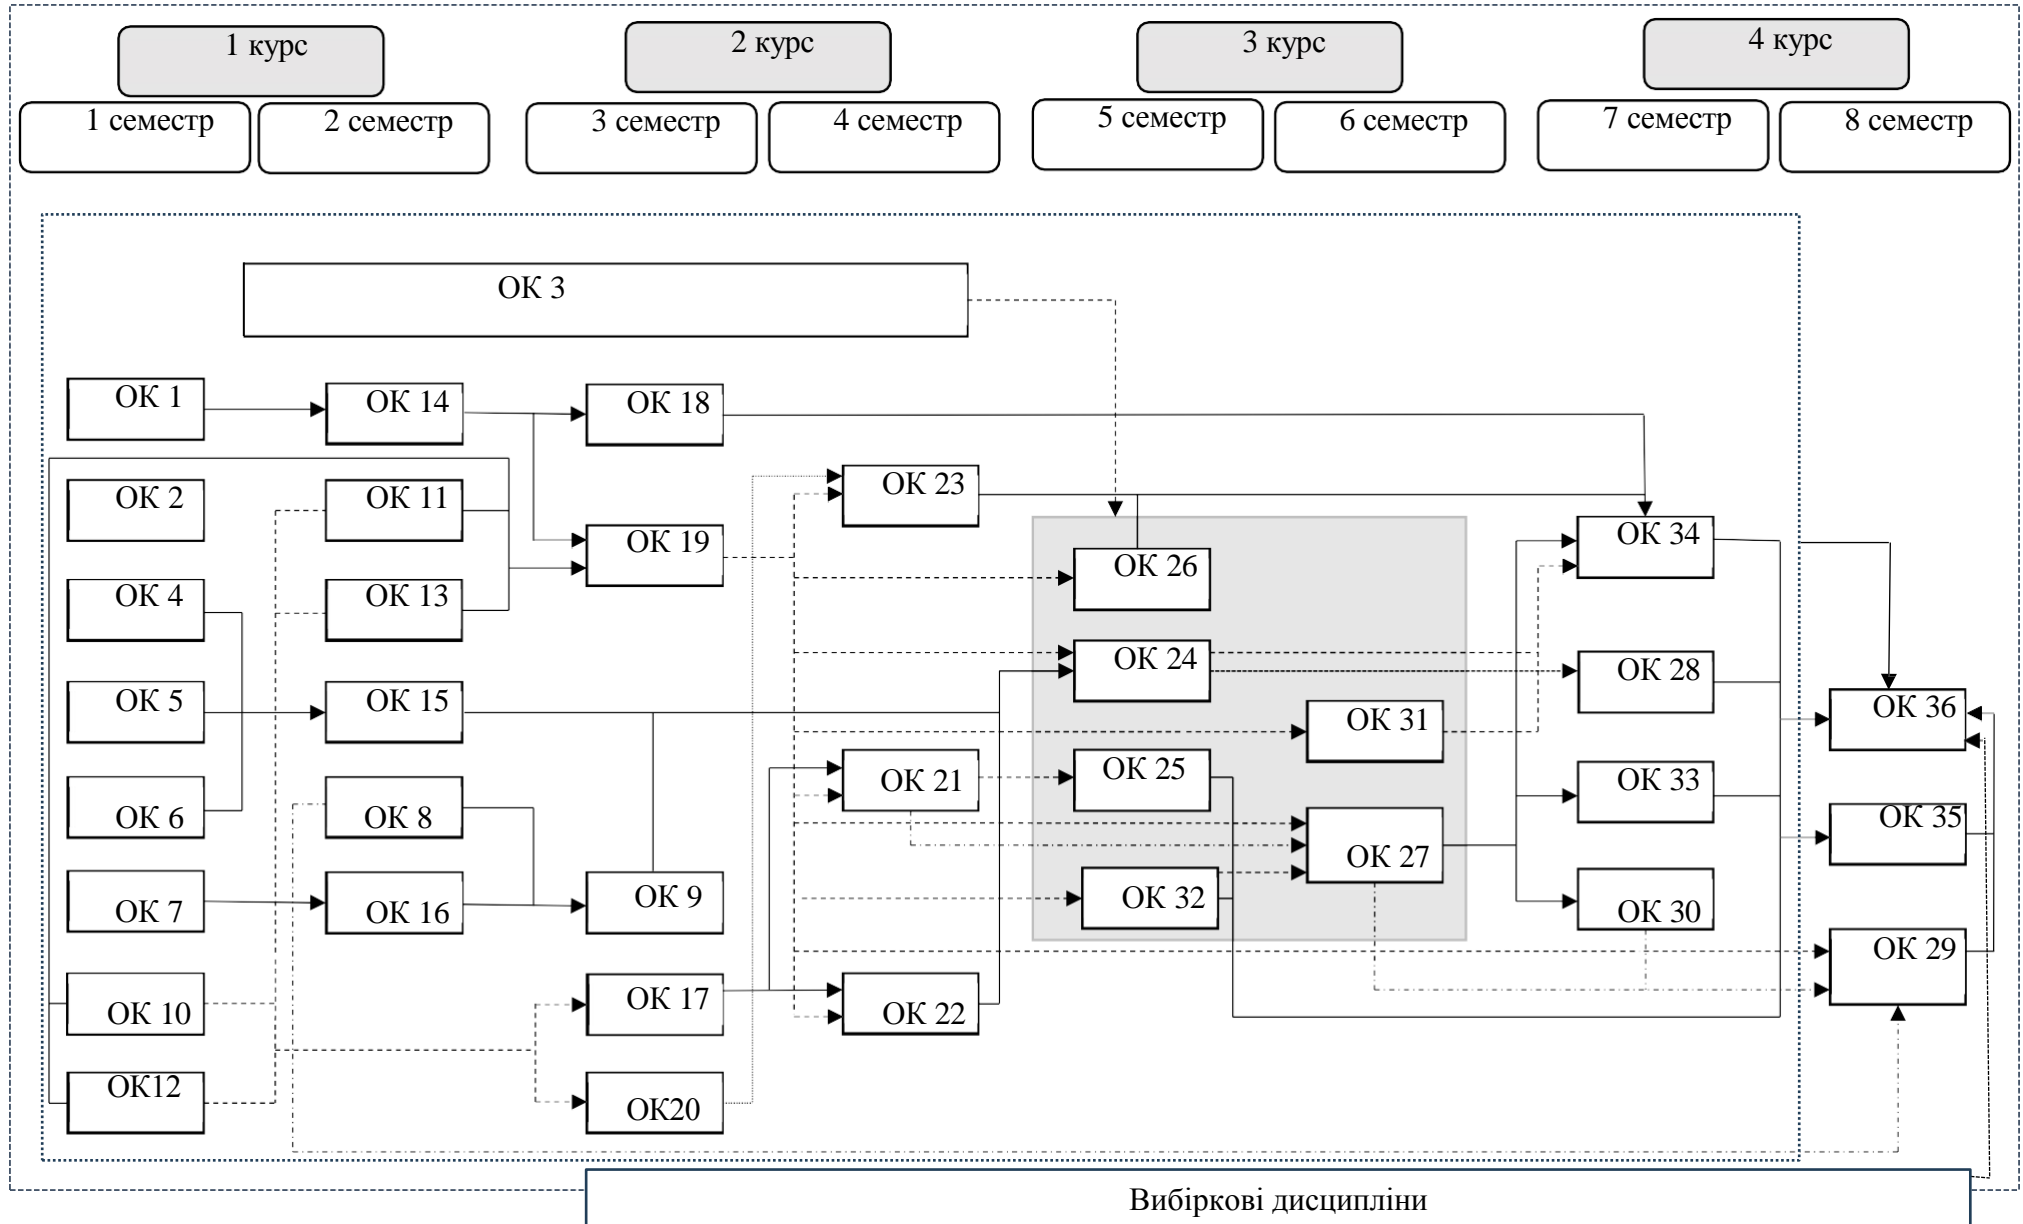 1 курс
2 курс
3 курс
4 курс
1 семестр
2 семестр
3 семестр
4 семестр
5 семестр
6 семестр
7 семестр
8 семестр
ОК 3
ОК 1
ОК 14
ОК 18
ОК 2
ОК 11
ОК 23
ОК 19
ОК 34
ОК 26
ОК 4
ОК 13
ОК 24
ОК 28
ОК 5
ОК 15
ОК 31
ОК 36
ОК 21
ОК 25
ОК 33
ОК 6
ОК 8
ОК 35
ОК 27
ОК 7
ОК 16
ОК 9
ОК 32
ОК 30
ОК 29
ОК 10
ОК 17
ОК 22
ОК12
ОК20
Вибіркові дисципліни